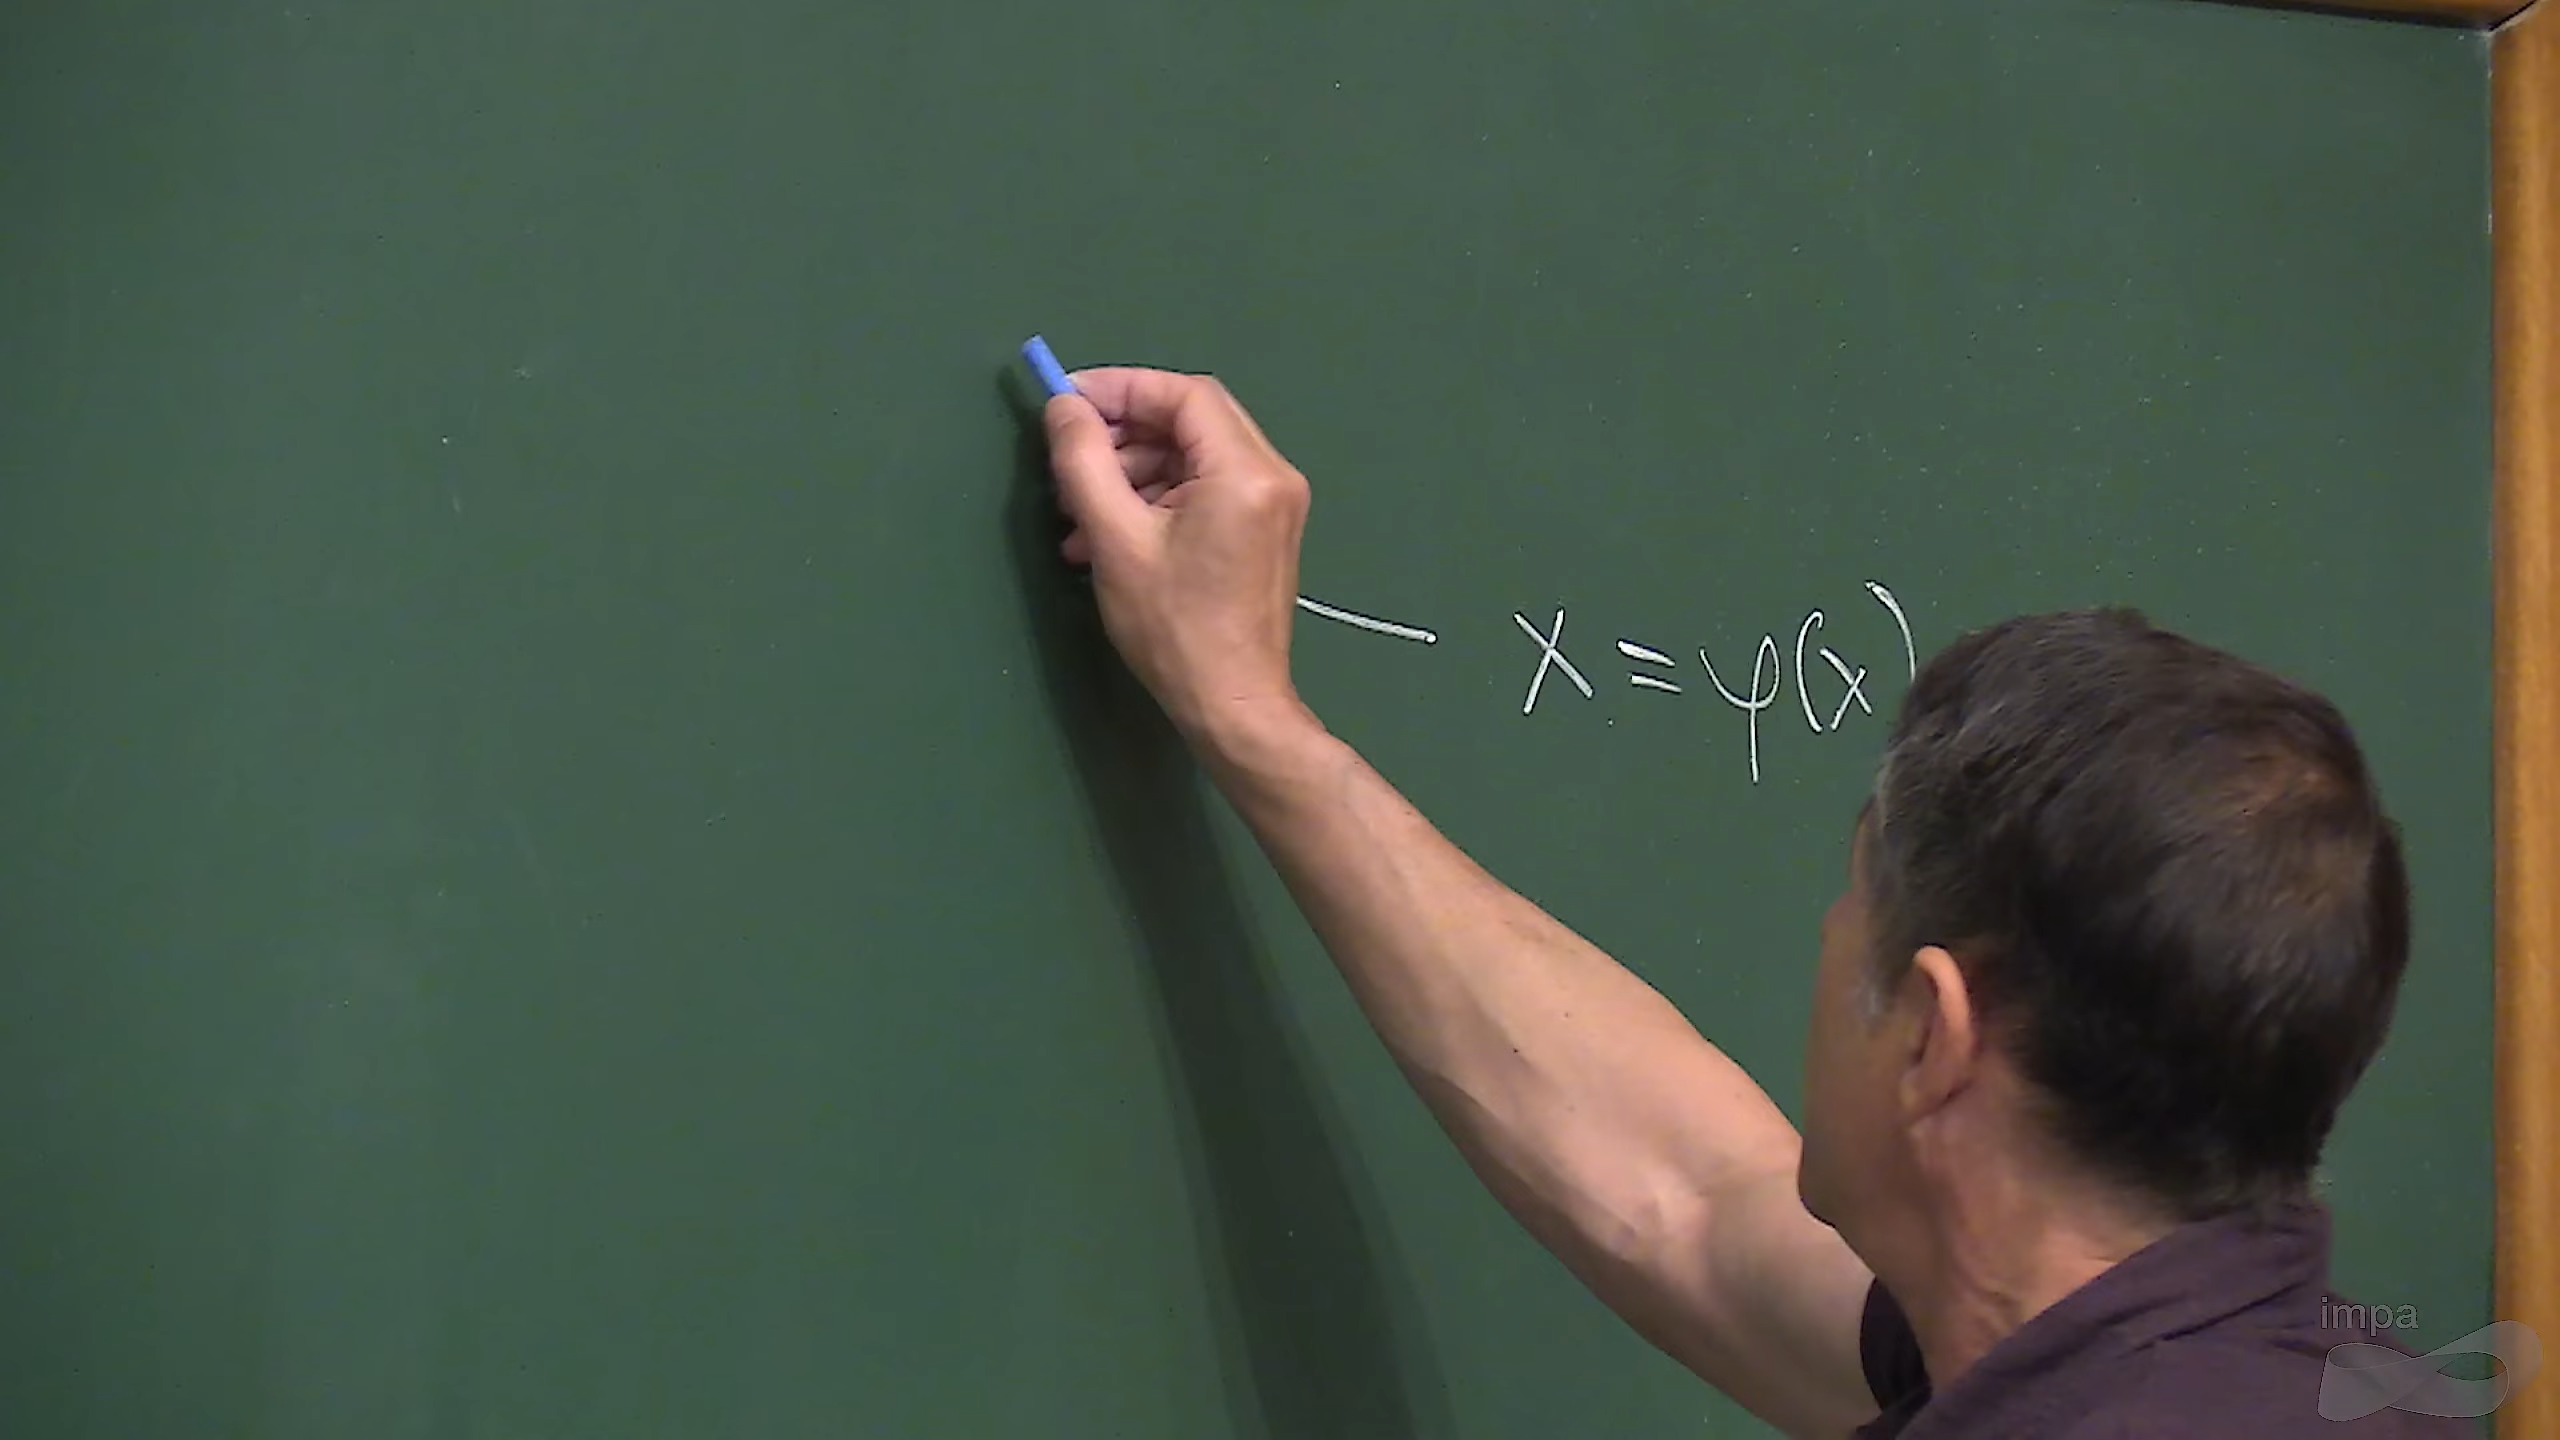 x = φ(x)
impa